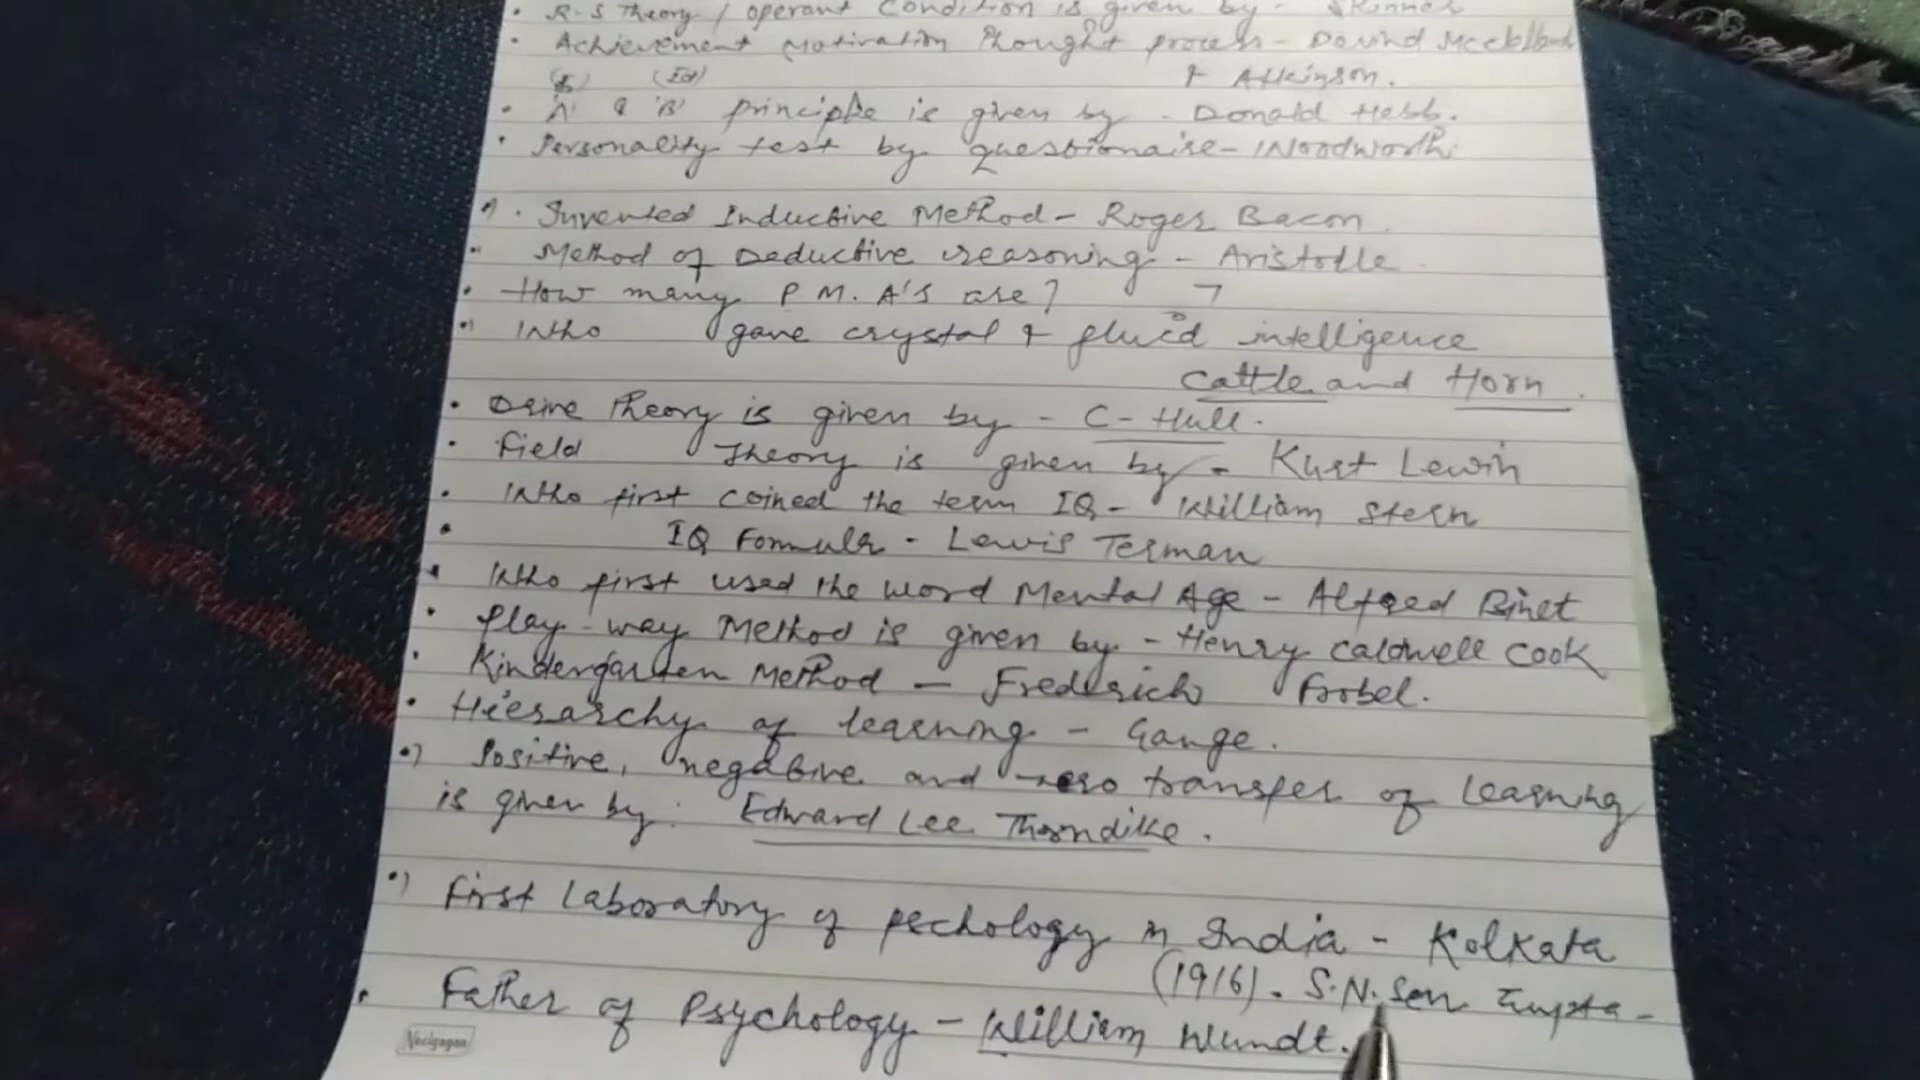 R-S Theory / operant Condition is given by - Skinner
Achievement Motivation Thought process - David
& Atkinson.
'A' & 'B' principle is given by - Donald Hebb.
Personality test by questionaire - Woodworth
Invented Inductive Method - Roger Bacon
Method of Deductive reasoning - Aristotle
How many P.M.A's are? 7
Who gave crystal & fluid intelligence
Cattle and Horn.
Drive theory is given by - C-Hull.
Field Theory is given by - Kurt Lewin
Who first coined the term IQ - William Stern
IQ Formula - Lewis Terman
Who first used the word Mental Age - Alfred Binet
Play-way Method is given by - Henry Caldwell Cook
Kindergarten Method - Frederich Frobel.
Hierarchy of learning - Gange.
Positive, negative and zero transfer of Learning
is given by: Edward Lee Thorndike.
First Laboratory of pechology in India - Kolkata
(1916). S.N. Sen Gupta -
Father of Psychology - William Wundt.
Neelgagan